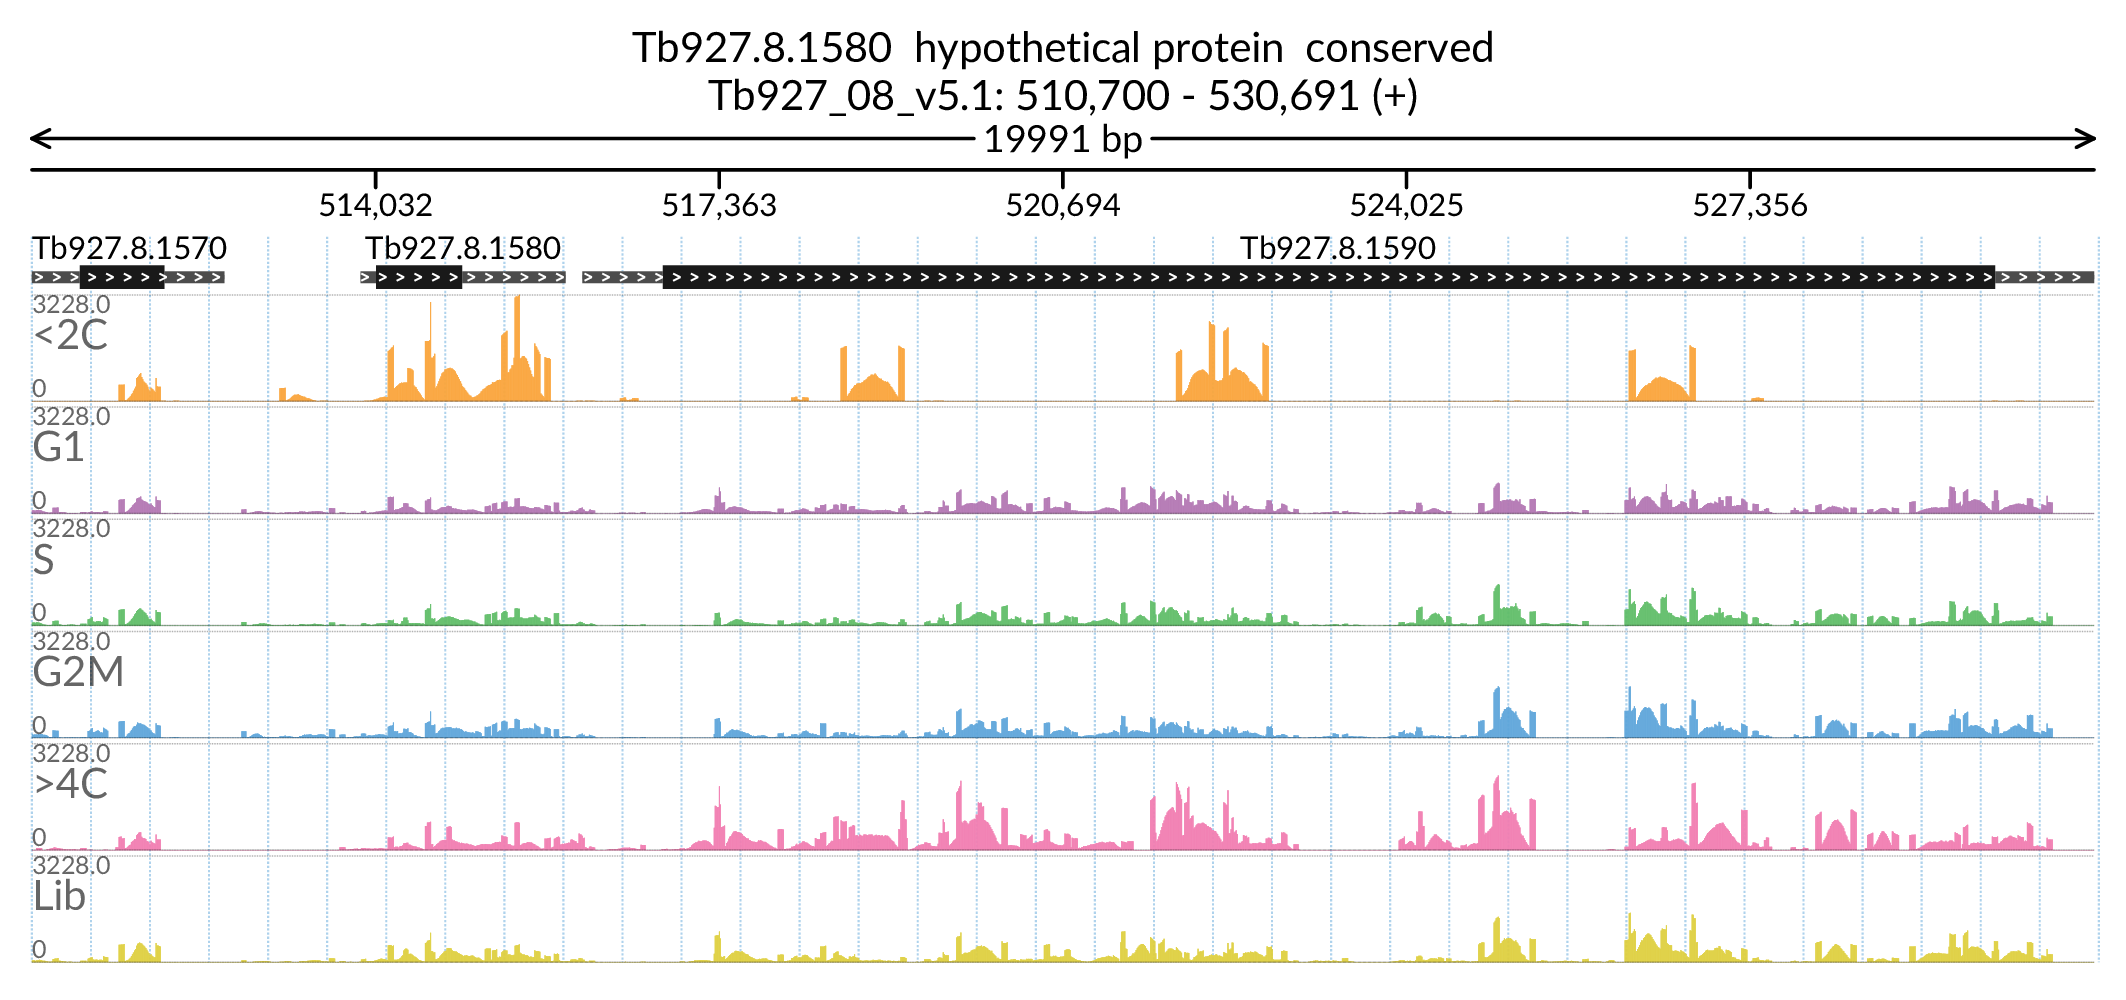 Tb927.8.1580  hypothetical protein  conserved
Tb927_08_v5.1: 510,700 - 530,691 (+)
19991 bp
514,032 517,363 520,694 524,025 527,356
Tb927.8.1570 Tb927.8.1580 Tb927.8.1590
3228.0
<2C
0
3228.0
G1
0
3228.0
S
0
3228.0
G2M
0
3228.0
>4C
0
3228.0
Lib
0